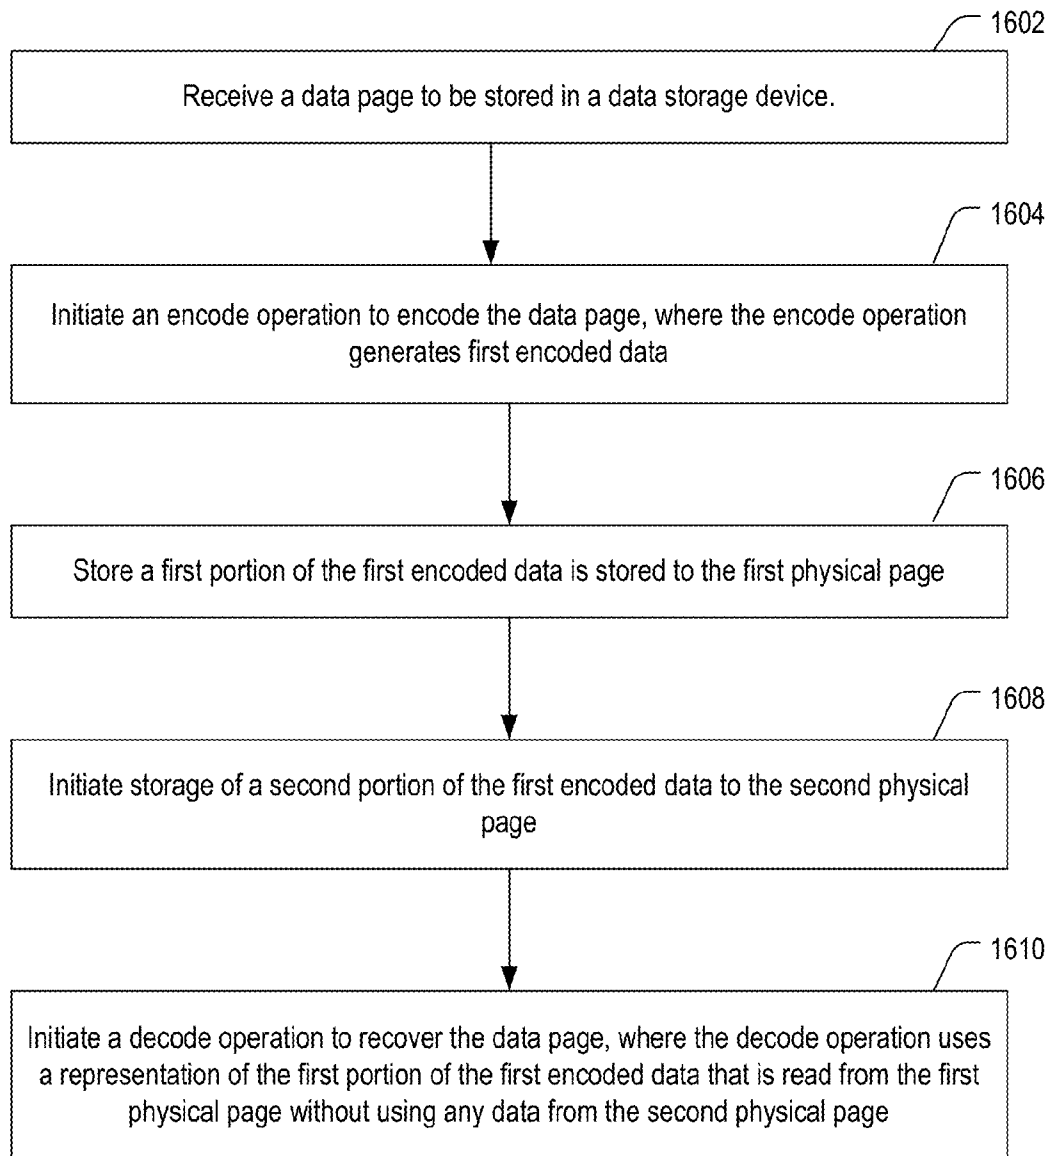 1602
Receive a data page to be stored in a data storage device.
1604
Initiate an encode operation to encode the data page, where the encode operation
generates first encoded data
1606
Store a first portion of the first encoded data is stored to the first physical page
1608
Initiate storage of a second portion of the first encoded data to the second physical
page
1610
Initiate a decode operation to recover the data page, where the decode operation uses
a representation of the first portion of the first encoded data that is read from the first
physical page without using any data from the second physical page